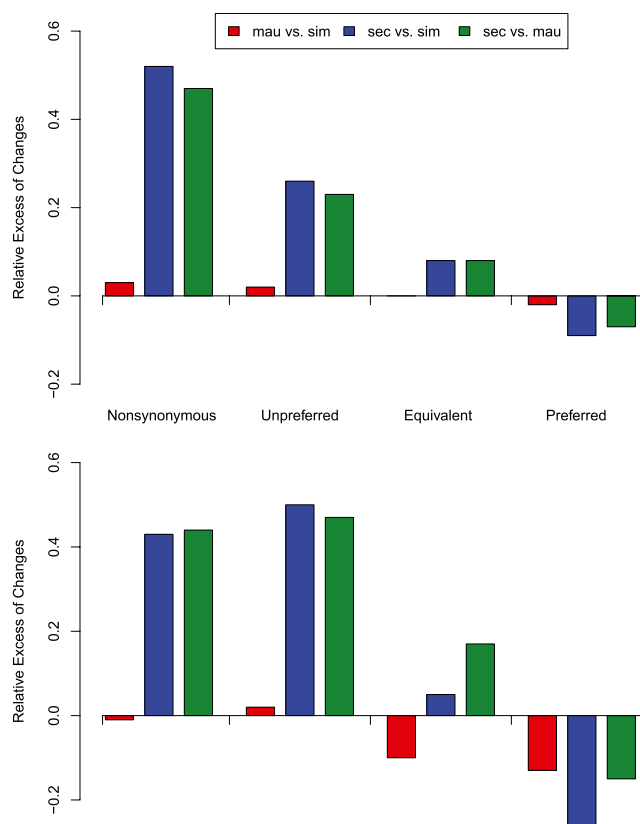 mau vs. sim sec vs. sim sec vs. mau
Relative Excess of Changes
0.6
0.4
0.2
0.0
−0.2
Nonsynonymous Unpreferred Equivalent Preferred
Relative Excess of Changes
0.6
0.4
0.2
0.0
−0.2